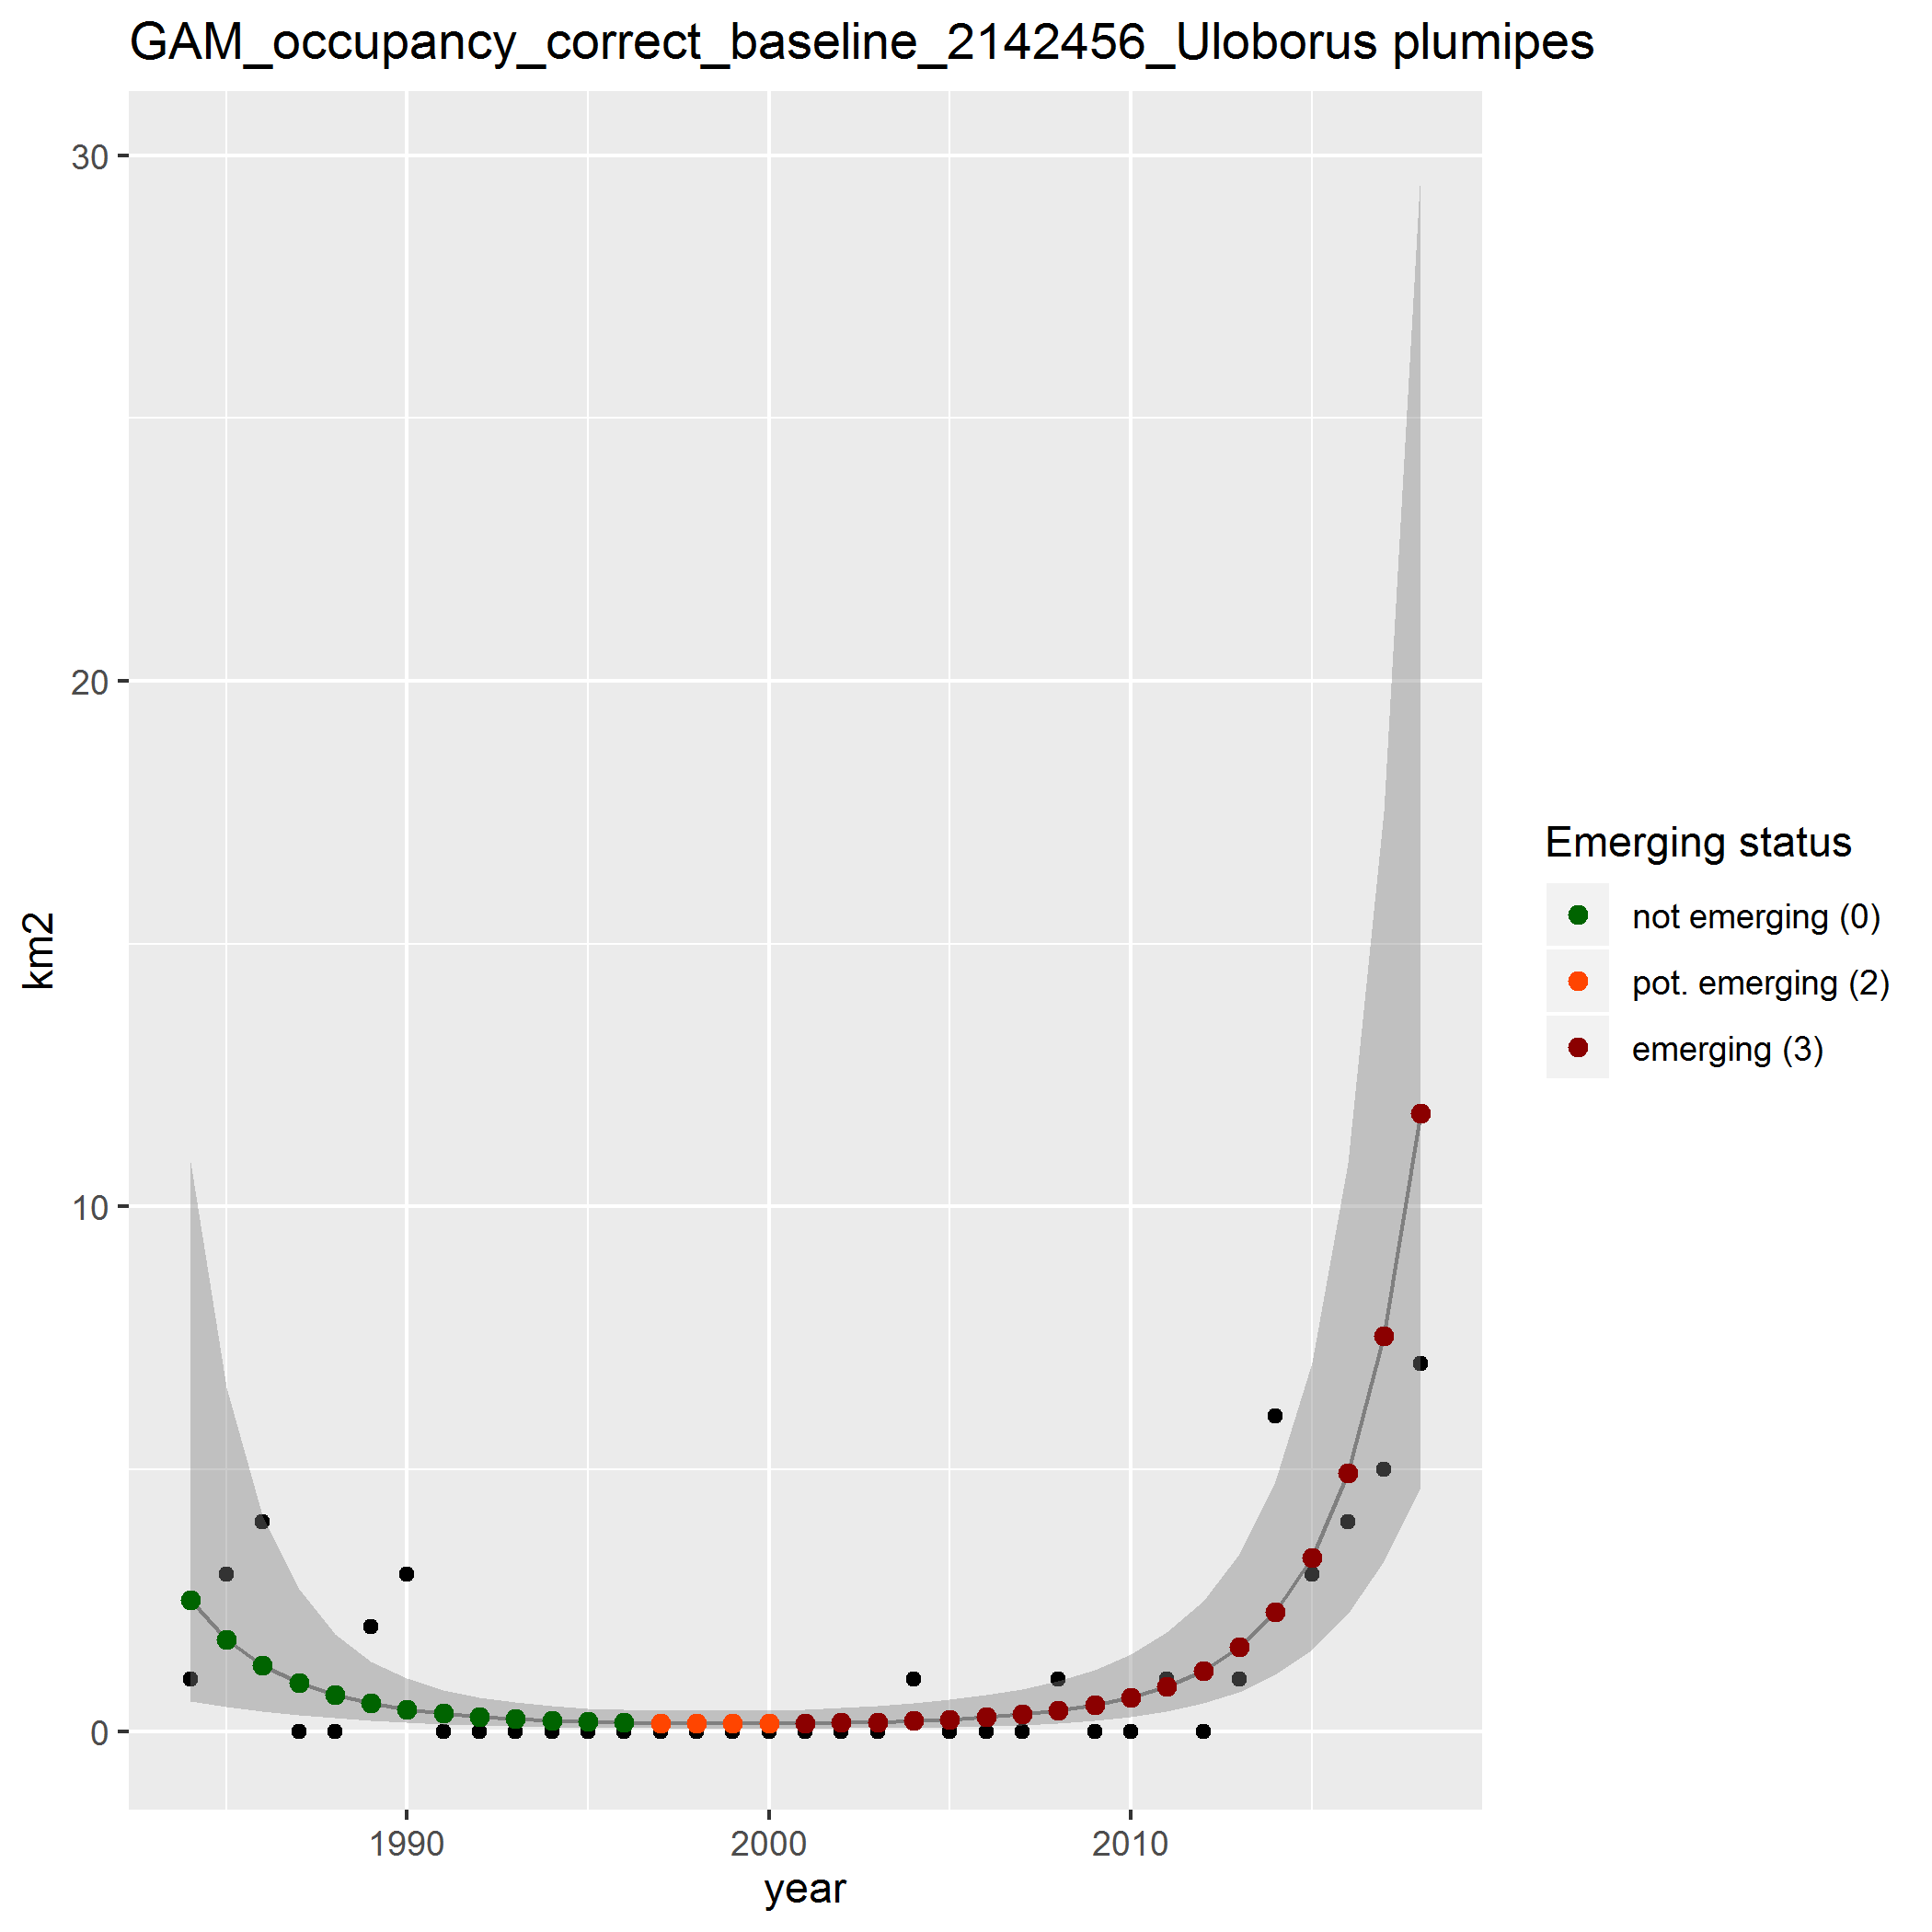 GAM_occupancy_correct_baseline_2142456_Uloborus plumipes
30
20
10
0
km2
1990 2000 2010
year
Emerging status
not emerging (0)
pot. emerging (2)
emerging (3)